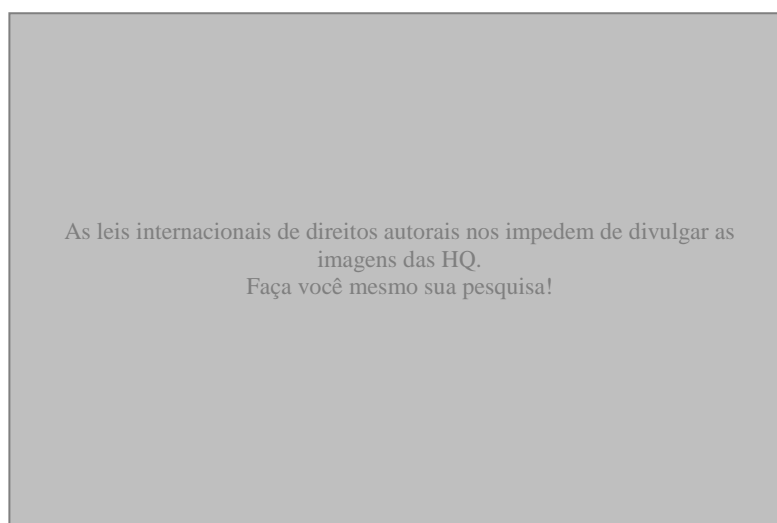 As leis internacionais de direitos autorais nos impedem de divulgar as
imagens das HQ.
Faça você mesmo sua pesquisa!